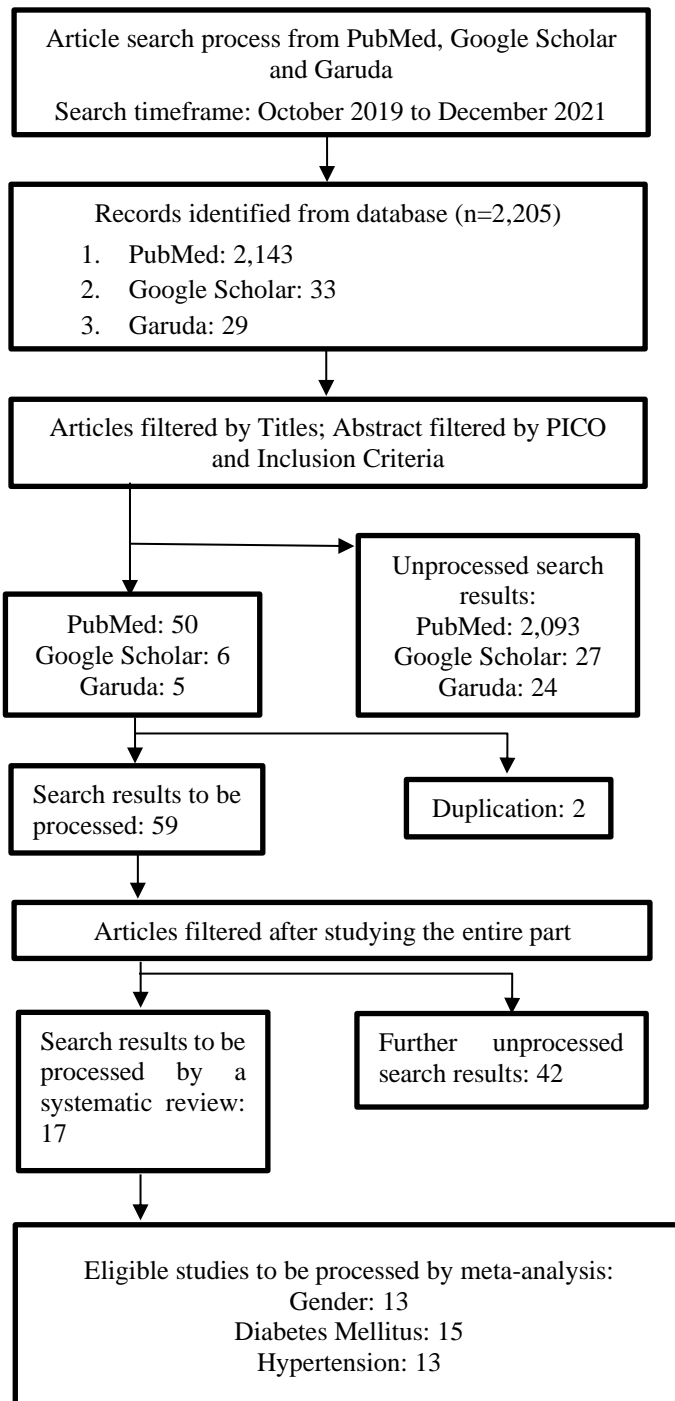 Article search process from PubMed, Google Scholar
and Garuda
Search timeframe: October 2019 to December 2021
Records identified from database (n=2,205)
1. PubMed: 2,143
2. Google Scholar: 33
3. Garuda: 29
Articles filtered by Titles; Abstract filtered by PICO
and Inclusion Criteria
PubMed: 50
Google Scholar: 6
Garuda: 5
Unprocessed search
results:
PubMed: 2,093
Google Scholar: 27
Garuda: 24
Search results to be
processed: 59
Duplication: 2
Articles filtered after studying the entire part
Search results to be
processed by a
systematic review:
17
Further unprocessed
search results: 42
Eligible studies to be processed by meta-analysis:
Gender: 13
Diabetes Mellitus: 15
Hypertension: 13